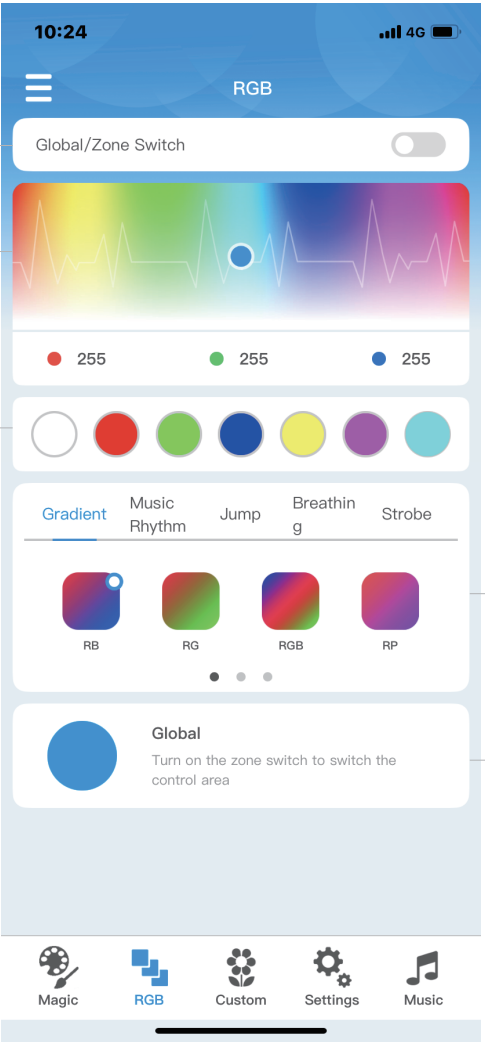 10:24
4G
RGB
Global/Zone Switch
255
255
255
Gradient
Music
Rhythm
Jump
Breathin
g
Strobe
RB
RG
RGB
RP
Global
Turn on the zone switch to switch the
control area
Magic
RGB
Custom
Settings
Music